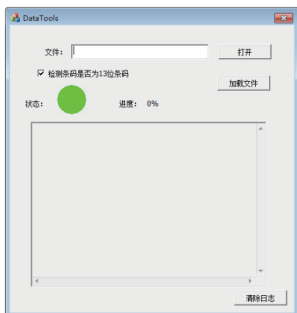 DataTools
文件： 打开
检测条码是否为13位条码
加载文件
状态： 进度： 0%
清除日志